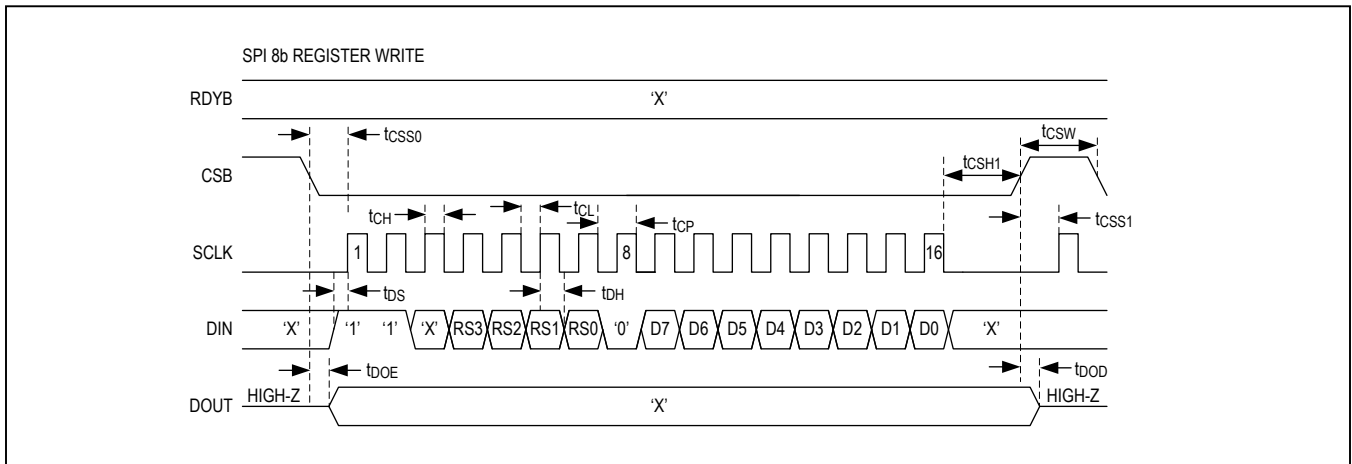 SPI 8b REGISTER WRITE
RDYB 'X'
tCSS0 tCSW
CSB tCSH1
tCH tCL tCP tCSS1
SCLK 1 8 16
tDS tDH
DIN 'X' '1' '1' 'X' RS3 RS2 RS1 RS0 '0' D7 D6 D5 D4 D3 D2 D1 D0 'X'
tDOE tDOD
DOUT HIGH-Z 'X' HIGH-Z